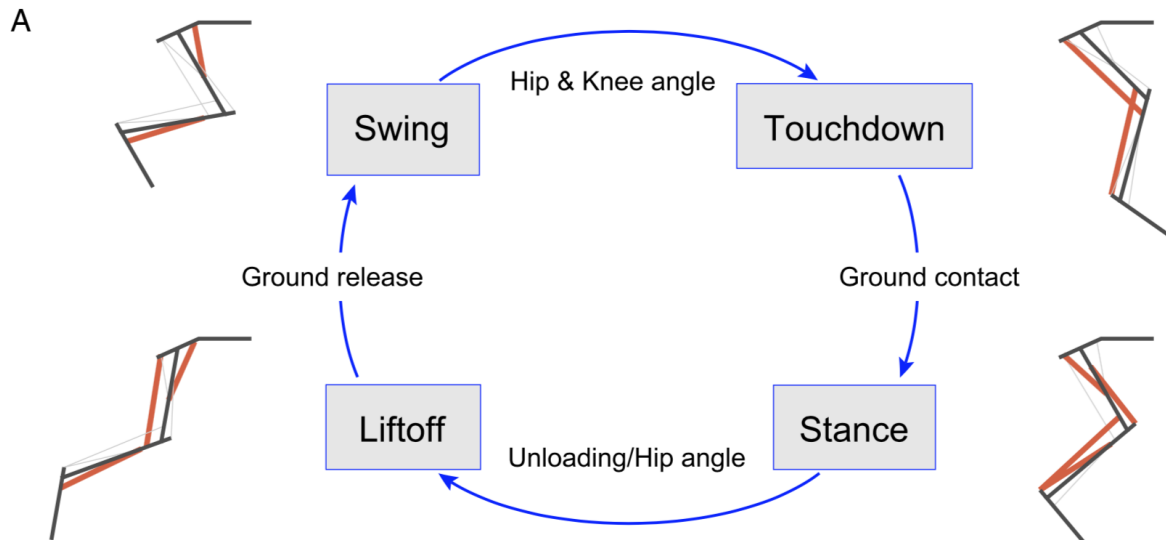 A
Hip & Knee angle
Swing
Touchdown
Ground release
Ground contact
Liftoff
Stance
Unloading/Hip angle